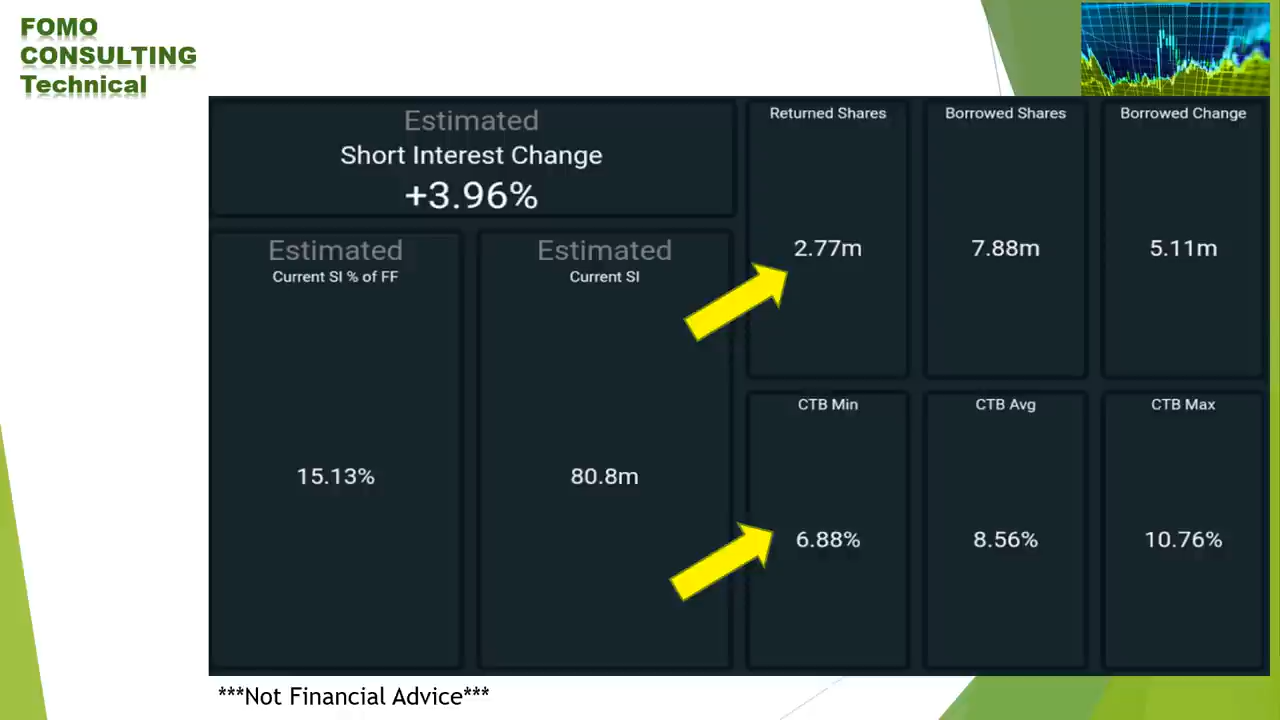 FOMO
CONSULTING
Technical
Estimated
Short Interest Change
+3.96%
Estimated
Current SI % of FF
15.13%
Estimated
Current SI
80.8m
Returned Shares
2.77m
Borrowed Shares
7.88m
Borrowed Change
5.11m
CTB Min
6.88%
CTB Avg
8.56%
CTB Max
10.76%
***Not Financial Advice***